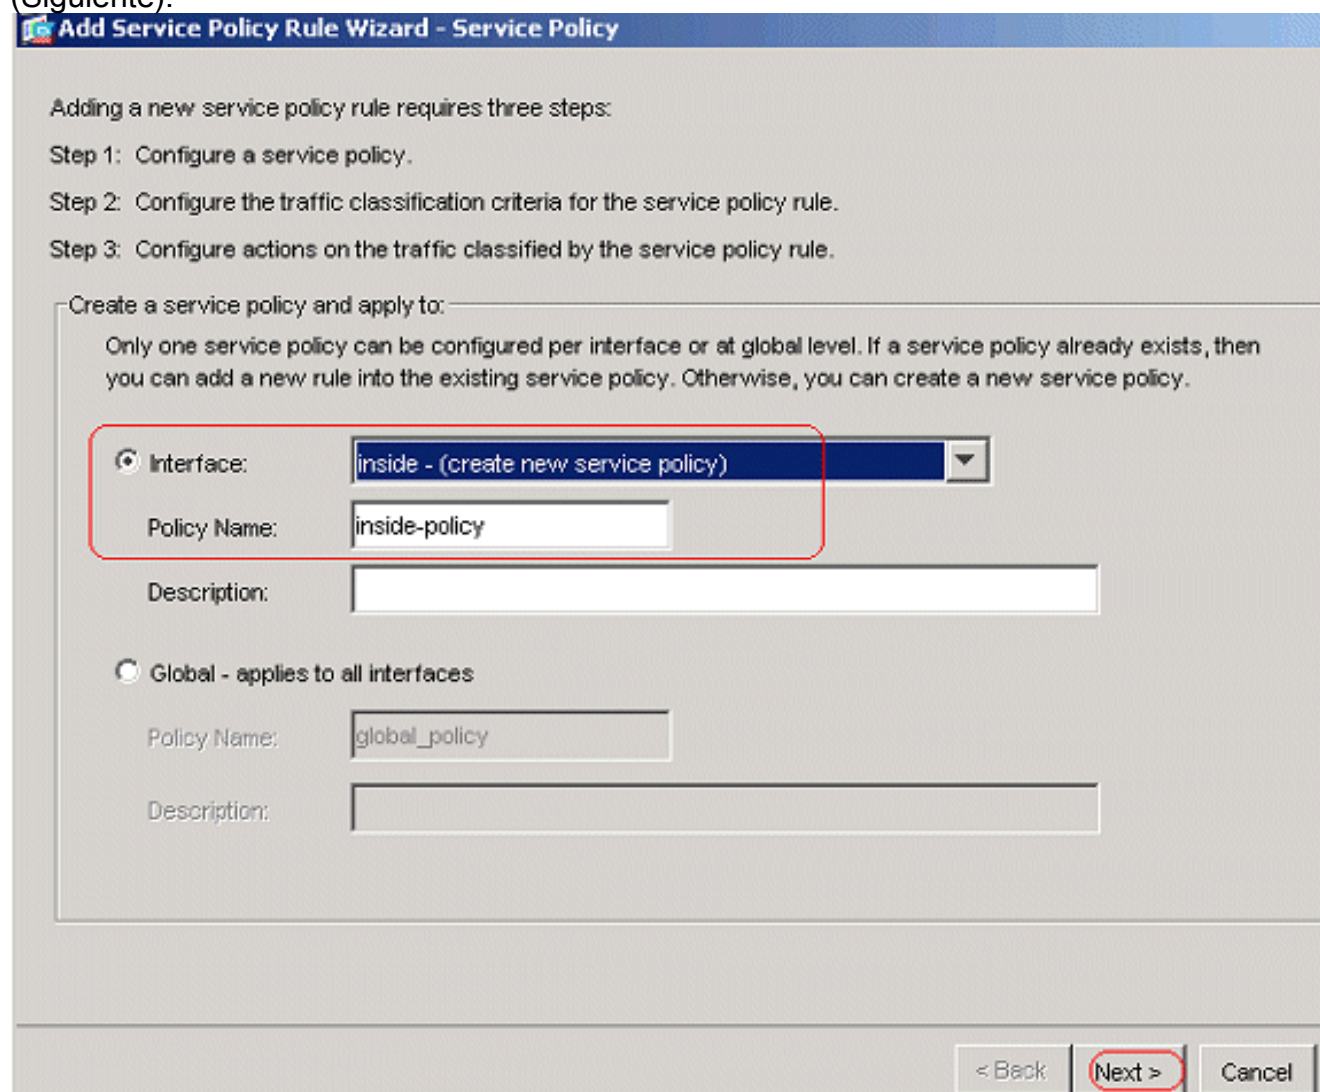 (Siguiente).
Add Service Policy Rule Wizard - Service Policy
Adding a new service policy rule requires three steps:
Step 1: Configure a service policy.
Step 2: Configure the traffic classification criteria for the service policy rule.
Step 3: Configure actions on the traffic classified by the service policy rule.
Create a service policy and apply to:
Only one service policy can be configured per interface or at global level. If a service policy already exists, then
you can add a new rule into the existing service policy. Otherwise, you can create a new service policy.
Interface: inside - (create new service policy)
Policy Name: inside-policy
Description:
Global - applies to all interfaces
Policy Name: global_policy
Description:
< Back Next > Cancel